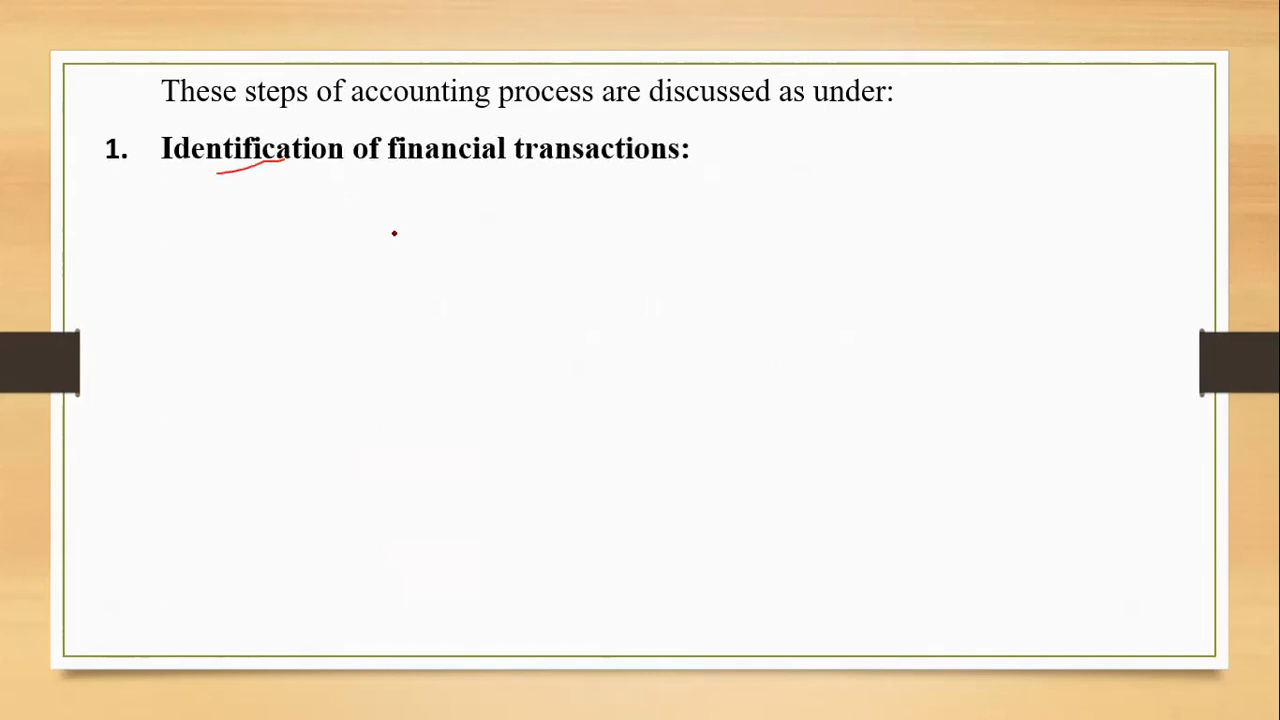 These steps of accounting process are discussed as under:
1. Identification of financial transactions: